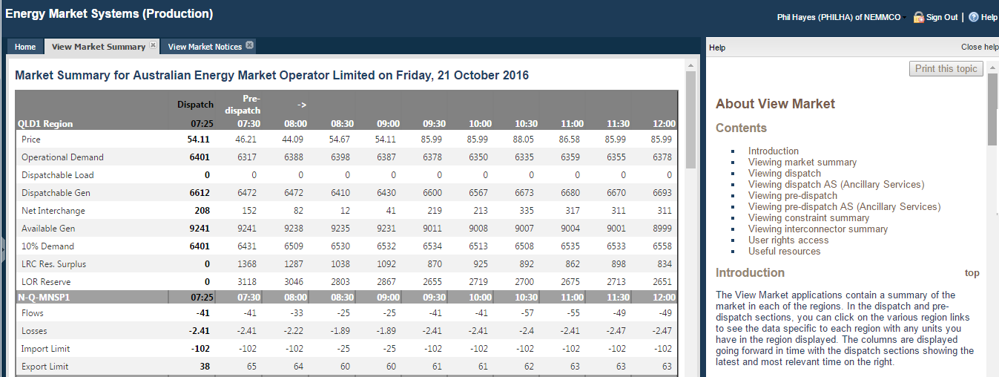 Energy Market Systems (Production)
Phil Hayes (PHILHA) of NEMMCO Sign Out | Help
Home View Market Summary View Market Notices
Market Summary for Australian Energy Market Operator Limited on Friday, 21 October 2016
Dispatch Pre-dispatch ->
QLD1 Region 07:25 07:30 08:00 08:30 09:00 09:30 10:00 10:30 11:00 11:30 12:00
Price 54.11 46.21 44.09 54.67 54.11 85.99 85.99 88.05 86.58 85.99 85.99
Operational Demand 6401 6317 6388 6398 6387 6378 6350 6335 6359 6355 6378
Dispatchable Load 0 0 0 0 0 0 0 0 0 0 0
Dispatchable Gen 6612 6472 6472 6410 6430 6600 6567 6673 6680 6670 6693
Net Interchange 208 152 82 12 41 219 213 335 317 311 311
Available Gen 9241 9241 9238 9235 9231 9011 9008 9007 9004 9001 8999
10% Demand 6401 6431 6509 6530 6532 6534 6513 6508 6535 6533 6558
LRC Res. Surplus 0 1368 1287 1038 1092 870 925 892 862 898 834
LOR Reserve 0 3118 3046 2803 2867 2655 2719 2700 2675 2713 2651
N-Q-MNSP1 07:25 07:30 08:00 08:30 09:00 09:30 10:00 10:30 11:00 11:30 12:00
Flows -41 -41 -33 -25 -25 -41 -41 -57 -55 -49 -49
Losses -2.41 -2.41 -2.22 -1.89 -1.89 -2.41 -2.41 -2.4 -2.41 -2.47 -2.47
Import Limit -102 -102 -102 -25 -25 -102 -102 -102 -102 -102 -102
Export Limit 38 65 64 60 60 61 61 62 63 63 63
Help Close help
Print this topic
About View Market
Contents
Introduction
Viewing market summary
Viewing dispatch
Viewing dispatch AS (Ancillary Services)
Viewing pre-dispatch
Viewing pre-dispatch AS (Ancillary Services)
Viewing constraint summary
Viewing interconnector summary
User rights access
Useful resources
Introduction top
The View Market applications contain a summary of the
market in each of the regions. In the dispatch and pre-
dispatch sections, you can click on the various region links
to see the data specific to each region with any units you
have in the region displayed. The columns are displayed
going forward in time with the dispatch sections showing the
latest and most relevant time on the right.